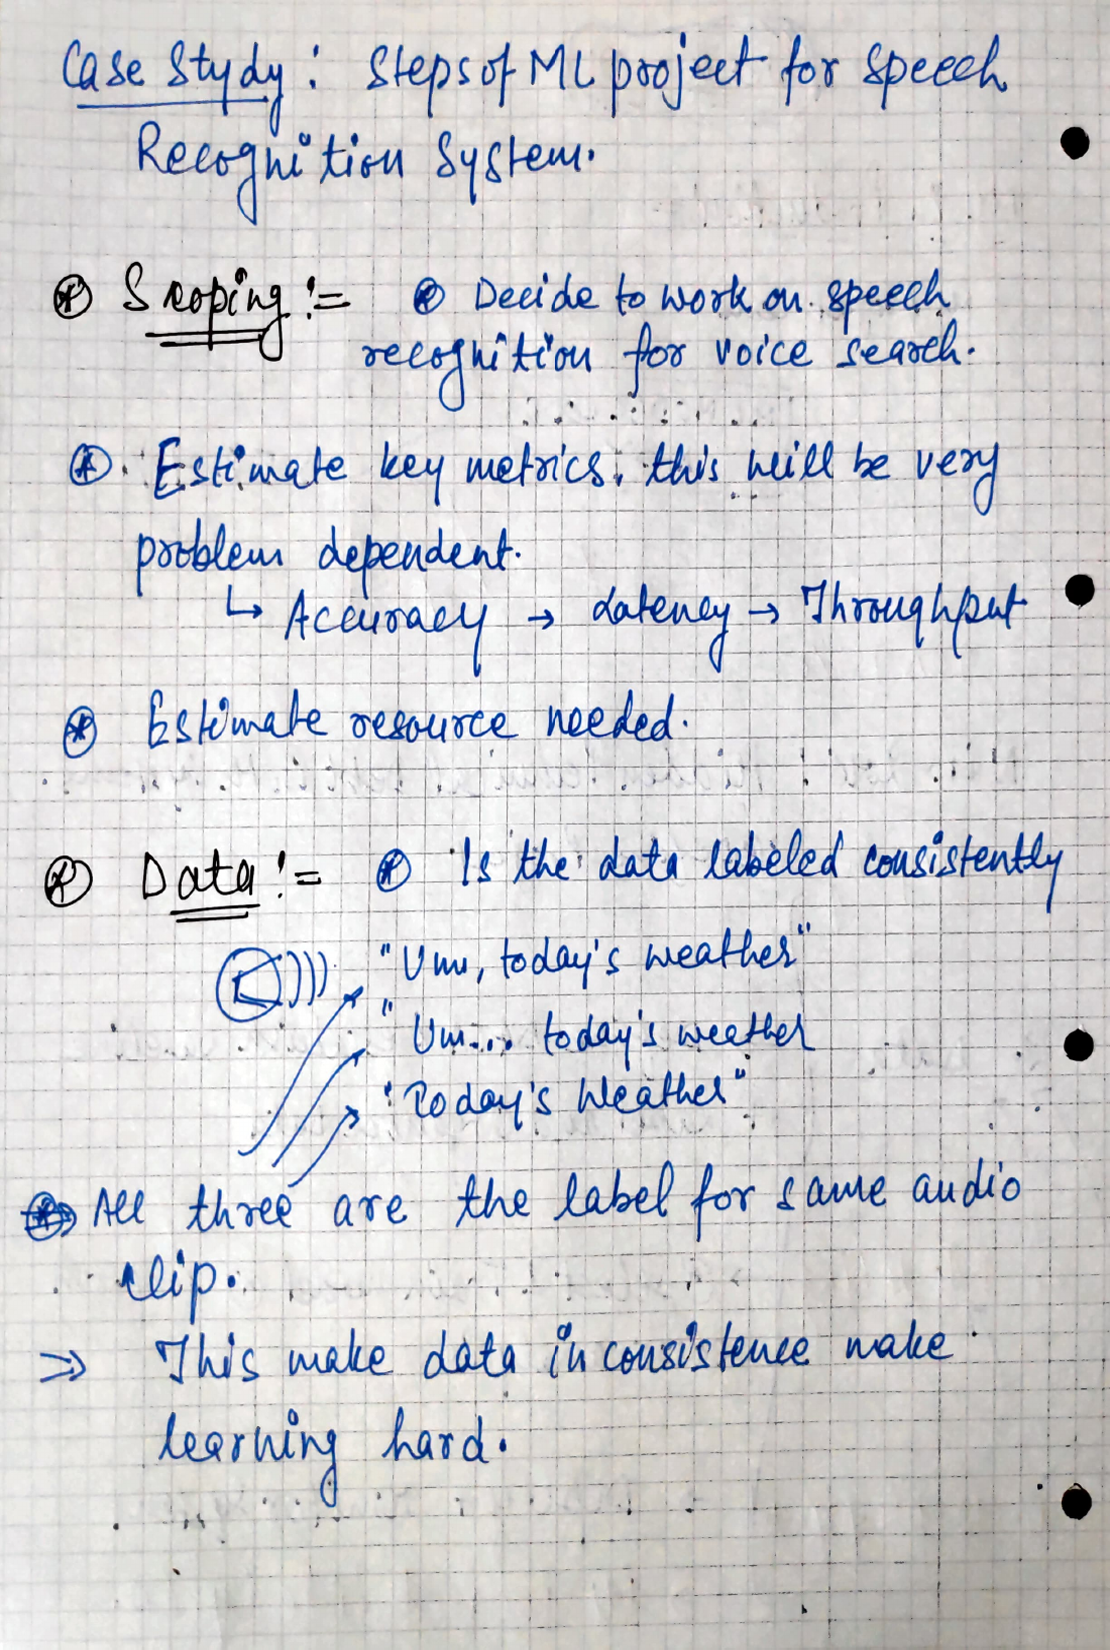 Case Study: Steps of ML project for speech
Recognition System.
Scoping := Decide to work on speech
recognition for voice search.
Estimate key metrics, this will be very
problem dependent.
↳ Accuracy → Latency → Throughput
Estimate resource needed.
Data := Is the data labeled consistently
"Um, today's weather"
"Um... today's weather
"Today's Weather"
All three are the label for same audio
clip.
⇒ This make data inconsistence make
learning hard.